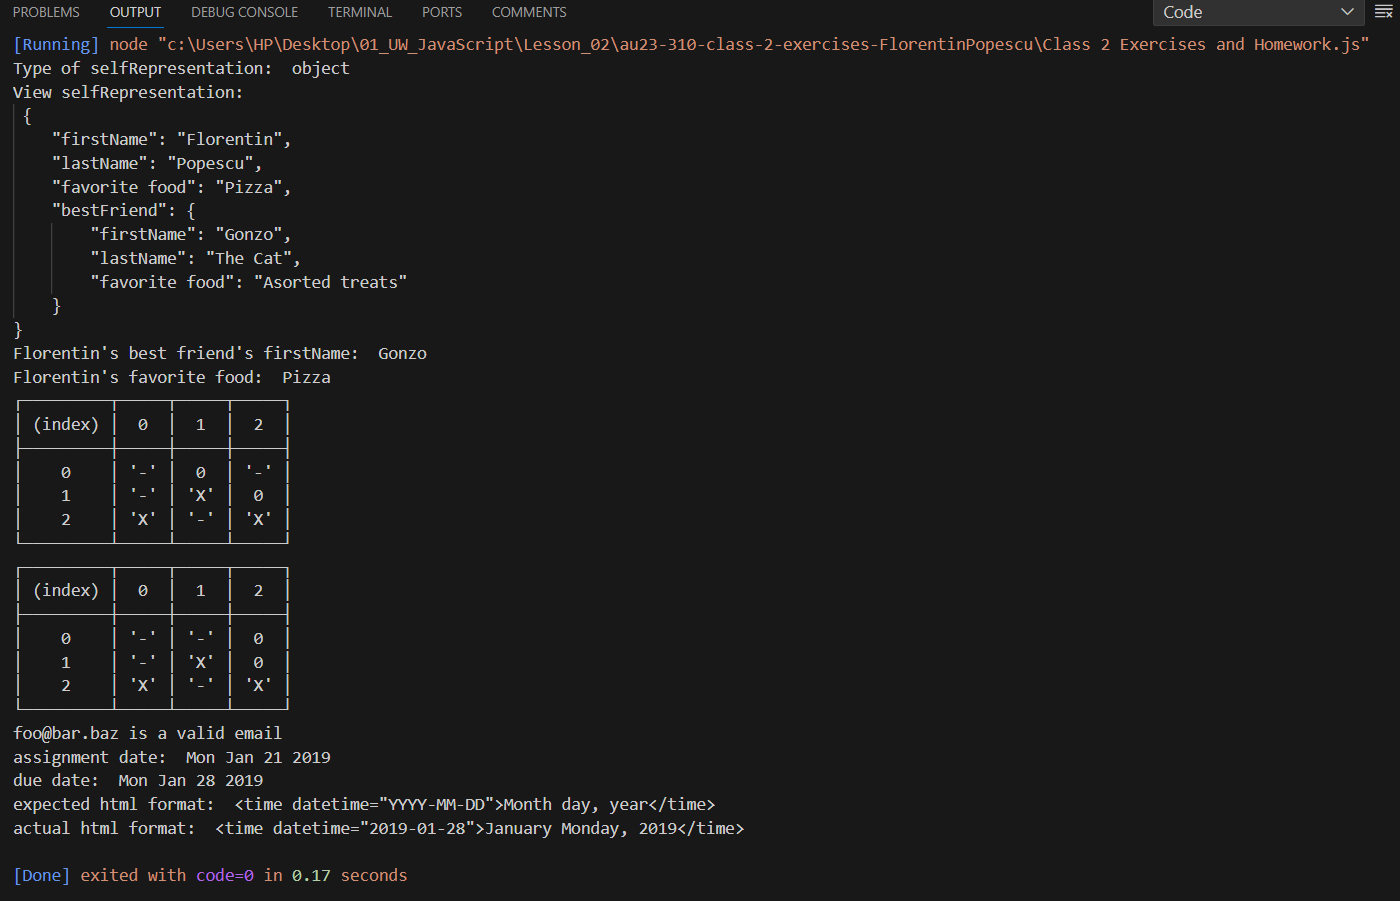 PROBLEMS OUTPUT DEBUG CONSOLE TERMINAL PORTS COMMENTS Code
[Running] node "c:\Users\HP\Desktop\01_UW_JavaScript\Lesson_02\au23-310-class-2-exercises-FlorentinPopescu\Class 2 Exercises and Homework.js"
Type of selfRepresentation:  object
View selfRepresentation:
{
"firstName": "Florentin",
"lastName": "Popescu",
"favorite food": "Pizza",
"bestFriend": {
"firstName": "Gonzo",
"lastName": "The Cat",
"favorite food": "Asorted treats"
}
}
Florentin's best friend's firstName:  Gonzo
Florentin's favorite food:  Pizza
(index) 0 1 2
0 '-' 0 '-'
1 '-' 'X' 0
2 'X' '-' 'X'
(index) 0 1 2
0 '-' '-' 0
1 '-' 'X' 0
2 'X' '-' 'X'
foo@bar.baz is a valid email
assignment date:  Mon Jan 21 2019
due date:  Mon Jan 28 2019
expected html format:  <time datetime="YYYY-MM-DD">Month day, year</time>
actual html format:  <time datetime="2019-01-28">January Monday, 2019</time>
[Done] exited with code=0 in 0.17 seconds